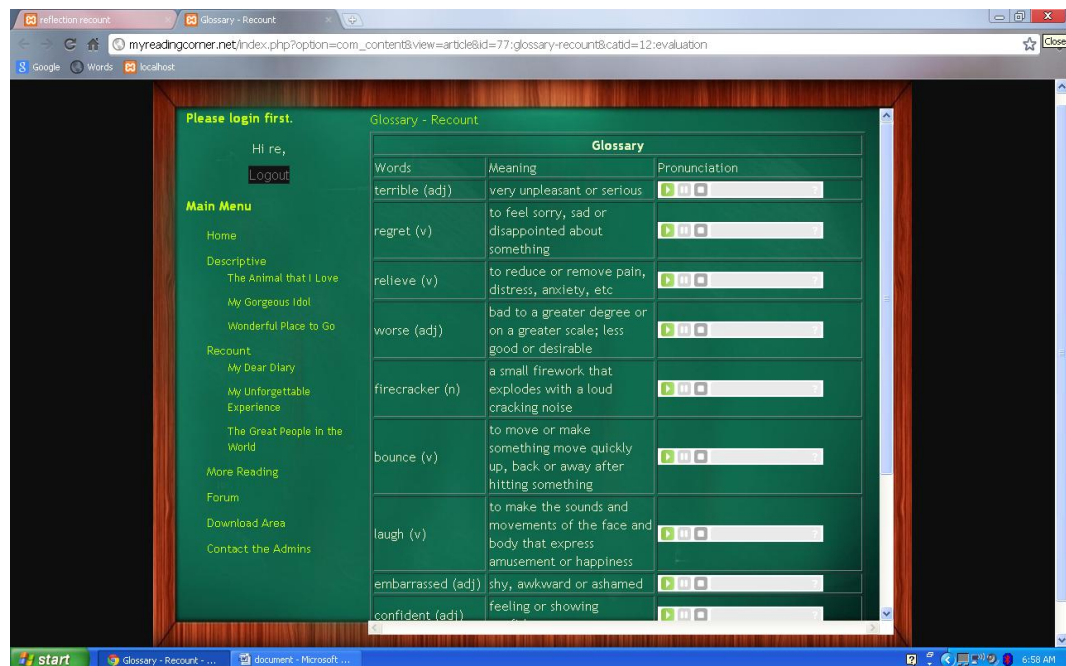 reflection recount
Glossary - Recount
myreadingcorner.net/index.php?option=com_content&view=article&id=77:glossary-recount&catid=12:evaluation
Close
Google
Words
localhost
Please login first.
Hi re,
Logout
Main Menu
Home
Descriptive
The Animal that I Love
My Gorgeous Idol
Wonderful Place to Go
Recount
My Dear Diary
My Unforgettable
Experience
The Great People in the
World
More Reading
Forum
Download Area
Contact the Admins
Glossary - Recount
Glossary
Words Meaning Pronunciation
terrible (adj) very unpleasant or serious
regret (v) to feel sorry, sad or
disappointed about
something
relieve (v) to reduce or remove pain,
distress, anxiety, etc
worse (adj) bad to a greater degree or
on a greater scale; less
good or desirable
firecracker (n) a small firework that
explodes with a loud
cracking noise
bounce (v) to move or make
something move quickly
up, back or away after
hitting something
laugh (v) to make the sounds and
movements of the face and
body that express
amusement or happiness
embarrassed (adj) shy, awkward or ashamed
confident (adj) feeling or showing
start
Glossary - Recount - ...
document - Microsoft ...
6:58 AM